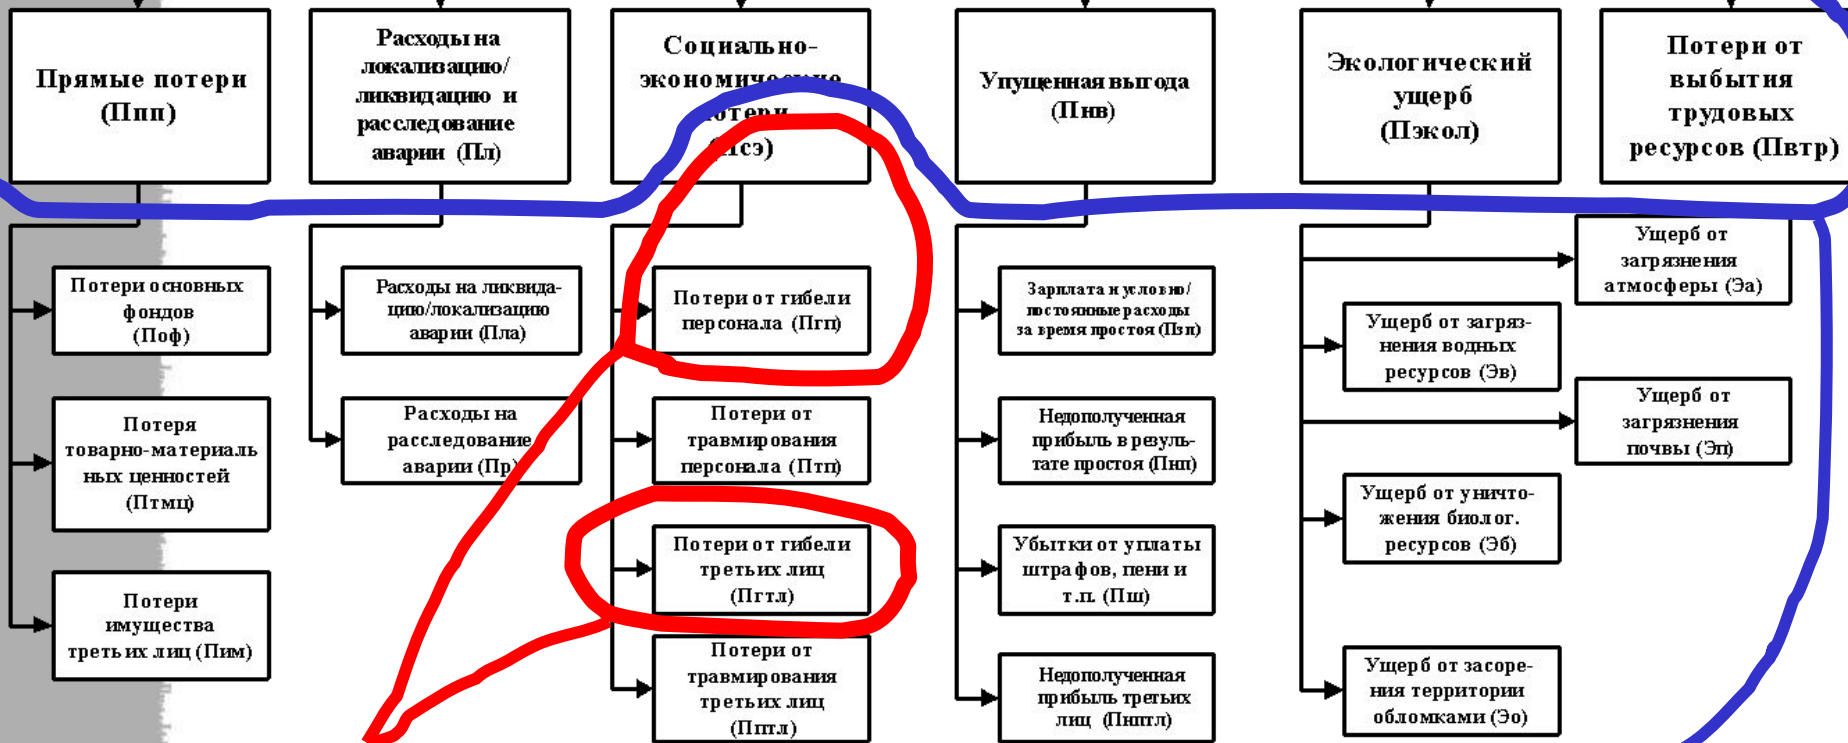 Прямые потери
(Ппп)
Расходы на
локализацию/
ликвидацию и
расследование
аварии (Пл)
Социально-
экономические
потери
(Псэ)
Упущенная выгода
(Пнв)
Экологический
ущерб
(Пэкол)
Потери от
выбытия
трудовых
ресурсов (Пвтр)
Потери основных
фондов
(Поф)
Потеря
товарно-материаль
ных ценностей
(Птмц)
Потери
имущества
третьих лиц (Пим)
Расходы на ликвида-
цию/локализацию
аварии (Пла)
Расходы на
расследование
аварии (Пр)
Потери от гибели
персонала (Пгп)
Потери от
травмирования
персонала (Птп)
Потери от гибели
третьих лиц
(Пгтл)
Потери от
травмирования
третьих лиц
(Пттл)
Зарплата и условно/
постоянные расходы
за время простоя (Пзп)
Недополученная
прибыль в резуль-
тате простоя (Пнп)
Убытки от уплаты
штрафов, пени и
т.п. (Пш)
Недополученная
прибыль третьих
лиц (Пнптл)
Ущерб от
загрязнения
атмосферы (Эа)
Ущерб от загряз-
нения водных
ресурсов (Эв)
Ущерб от
загрязнения
почвы (Эп)
Ущерб от уничто-
жения биолог.
ресурсов (Эб)
Ущерб от засоре-
ния территории
обломками (Эо)